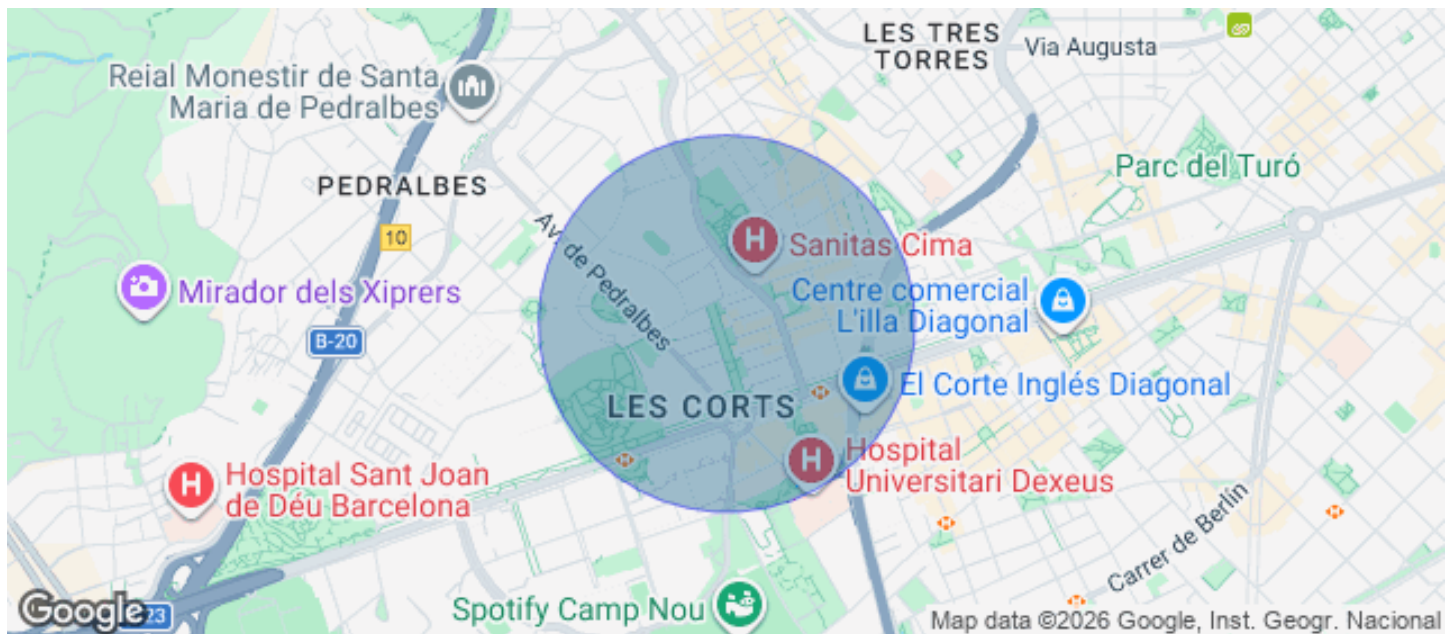 LES TRES
TORRES
Via Augusta
Reial Monestir de Santa
Maria de Pedralbes
Parc del Turó
PEDRALBES
10
Av. de Pedralbes
H
Sanitas Cima
Mirador dels Xiprers
Centre comercial
L'illa Diagonal
B-20
El Corte Inglés Diagonal
LES CORTS
H
Hospital
Universitari Dexeus
H
Hospital Sant Joan
de Déu Barcelona
Carrer de Berlín
Spotify Camp Nou
Google
23
Map data ©2026 Google, Inst. Geogr. Nacional